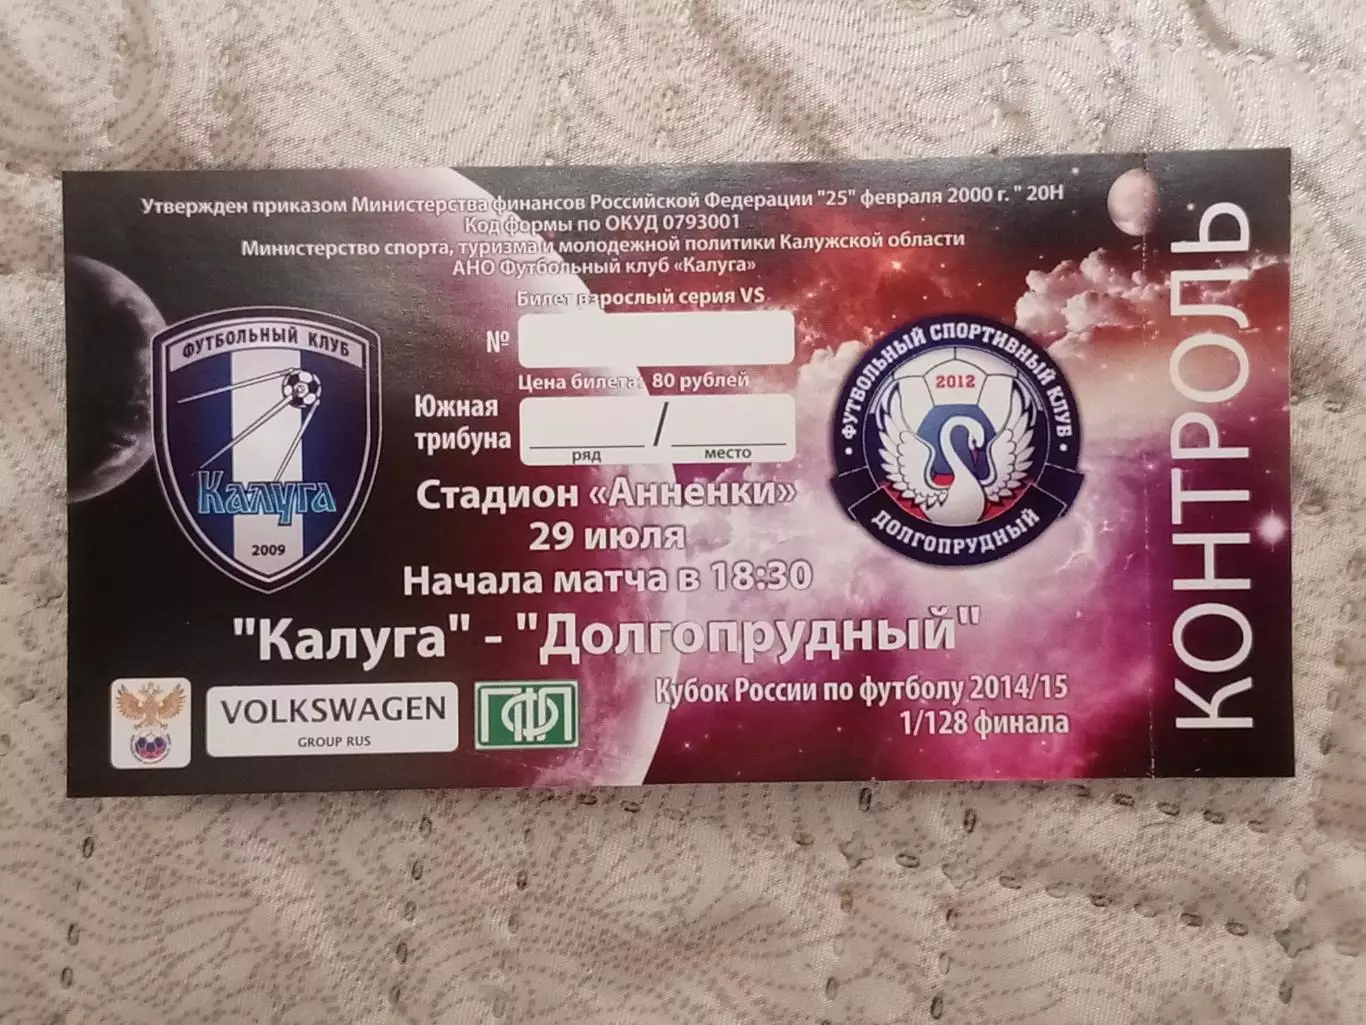 Утвержден приказом Министерства финансов Российской Федерации "25" февраля 2000 г." 20Н
Код формы по ОКУД 0793001
Министерство спорта, туризма и молодежной политики Калужской области
АНО Футбольный клуб «Калуга»
Билет взрослый серия VS
№
Цена билета: 80 рублей
Южная
трибуна
/
ряд место
Стадион «Анненки»
29 июля
Начала матча в 18:30
"Калуга" - "Долгопрудный"
Кубок России по футболу 2014/15
1/128 финала
ФУТБОЛЬНЫЙ КЛУБ
Калуга
2009
ФУТБОЛЬНЫЙ СПОРТИВНЫЙ КЛУБ
2012
ДОЛГОПРУДНЫЙ
VOLKSWAGEN
GROUP RUS
ПФЛ
КОНТРОЛЬ